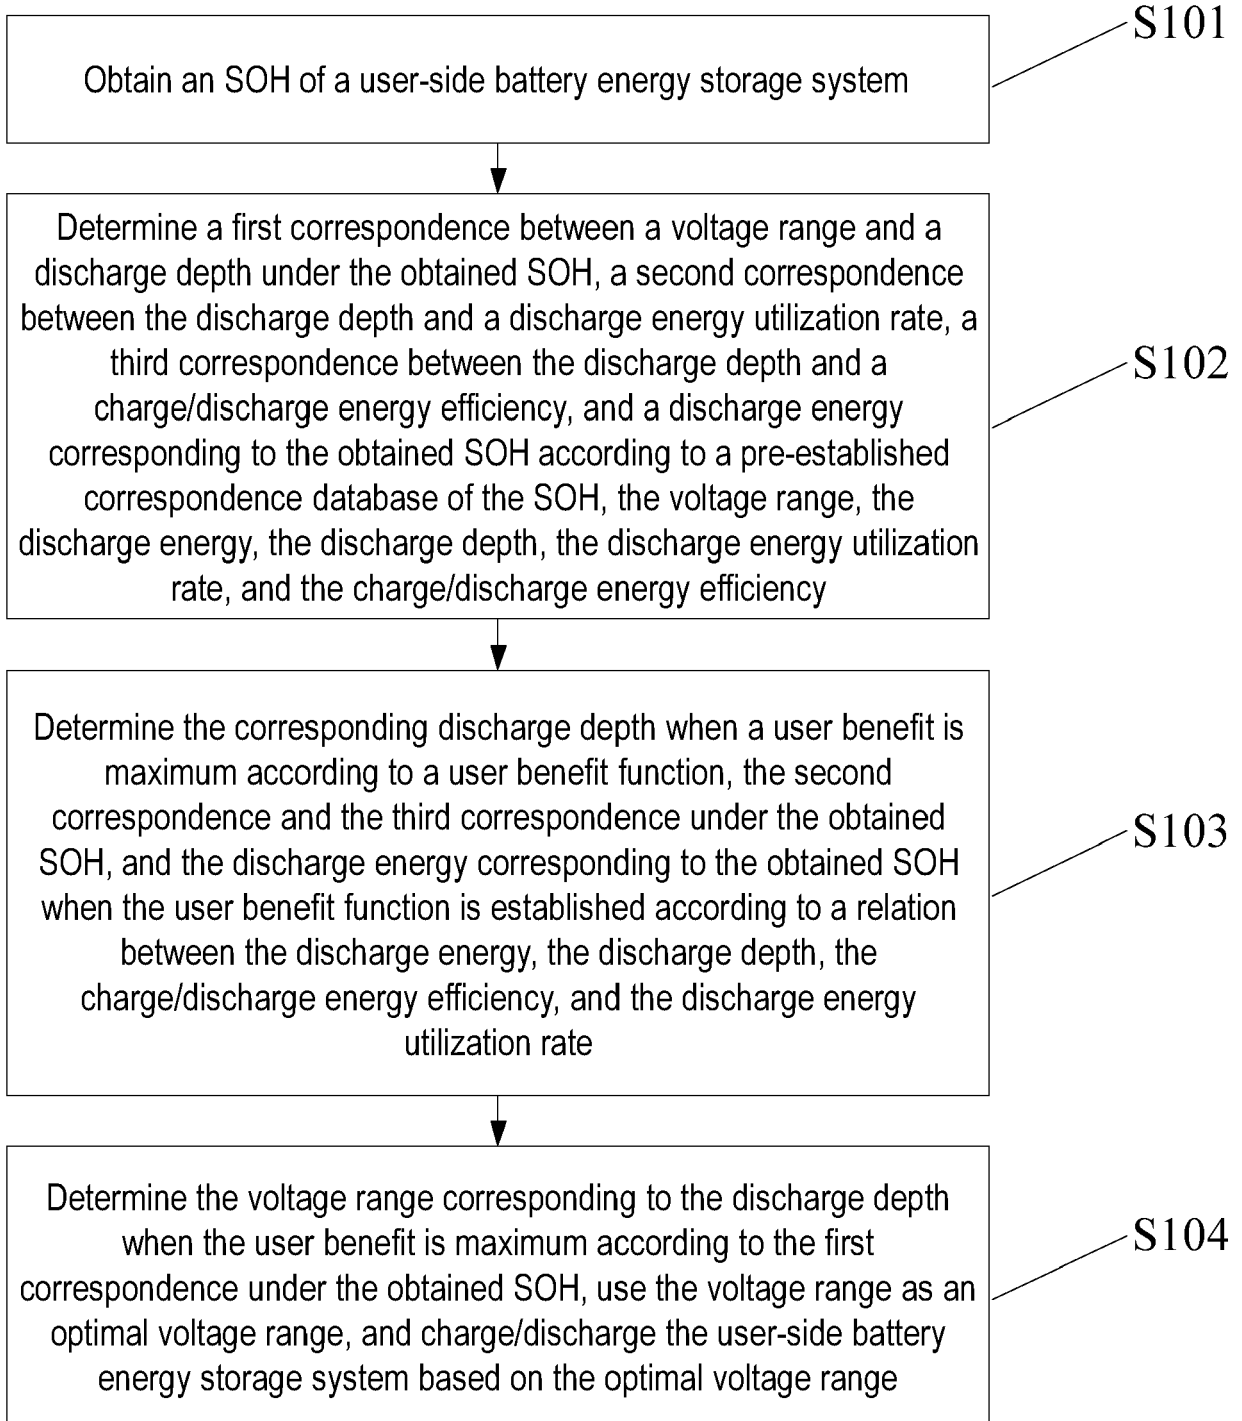 S101
Obtain an SOH of a user-side battery energy storage system
Determine a first correspondence between a voltage range and a
discharge depth under the obtained SOH, a second correspondence
between the discharge depth and a discharge energy utilization rate, a
third correspondence between the discharge depth and a
charge/discharge energy efficiency, and a discharge energy
corresponding to the obtained SOH according to a pre-established
correspondence database of the SOH, the voltage range, the
discharge energy, the discharge depth, the discharge energy utilization
rate, and the charge/discharge energy efficiency
S102
Determine the corresponding discharge depth when a user benefit is
maximum according to a user benefit function, the second
correspondence and the third correspondence under the obtained
SOH, and the discharge energy corresponding to the obtained SOH
when the user benefit function is established according to a relation
between the discharge energy, the discharge depth, the
charge/discharge energy efficiency, and the discharge energy
utilization rate
S103
Determine the voltage range corresponding to the discharge depth
when the user benefit is maximum according to the first
correspondence under the obtained SOH, use the voltage range as an
optimal voltage range, and charge/discharge the user-side battery
energy storage system based on the optimal voltage range
S104